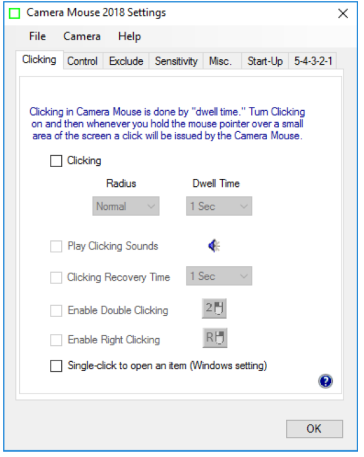 Camera Mouse 2018 Settings
File Camera Help
Clicking Control Exclude Sensitivity Misc. Start-Up 5-4-3-2-1
Clicking in Camera Mouse is done by "dwell time." Turn Clicking
on and then whenever you hold the mouse pointer over a small
area of the screen a click will be issued by the Camera Mouse.
Clicking
Radius Dwell Time
Normal 1 Sec
Play Clicking Sounds
Clicking Recovery Time 1 Sec
Enable Double Clicking 2
Enable Right Clicking R
Single-click to open an item (Windows setting)
?
OK